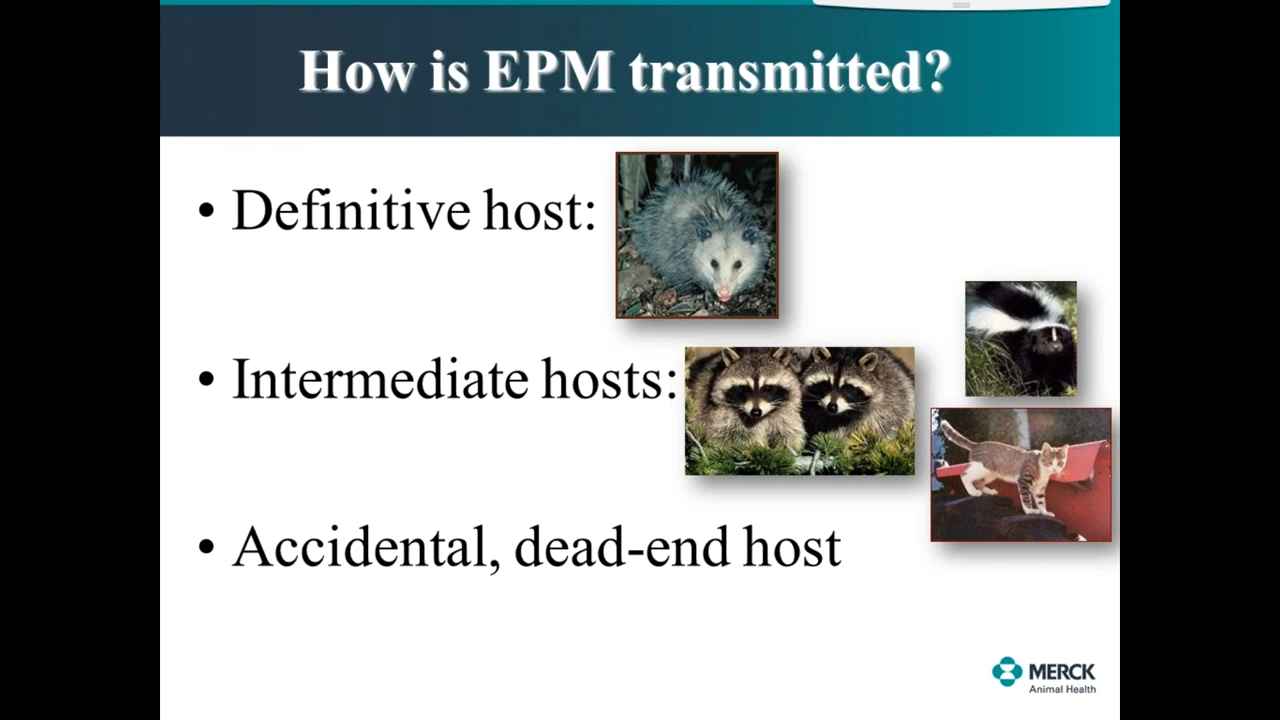 How is EPM transmitted?
• Definitive host:
• Intermediate hosts:
• Accidental, dead-end host
MERCK
Animal Health